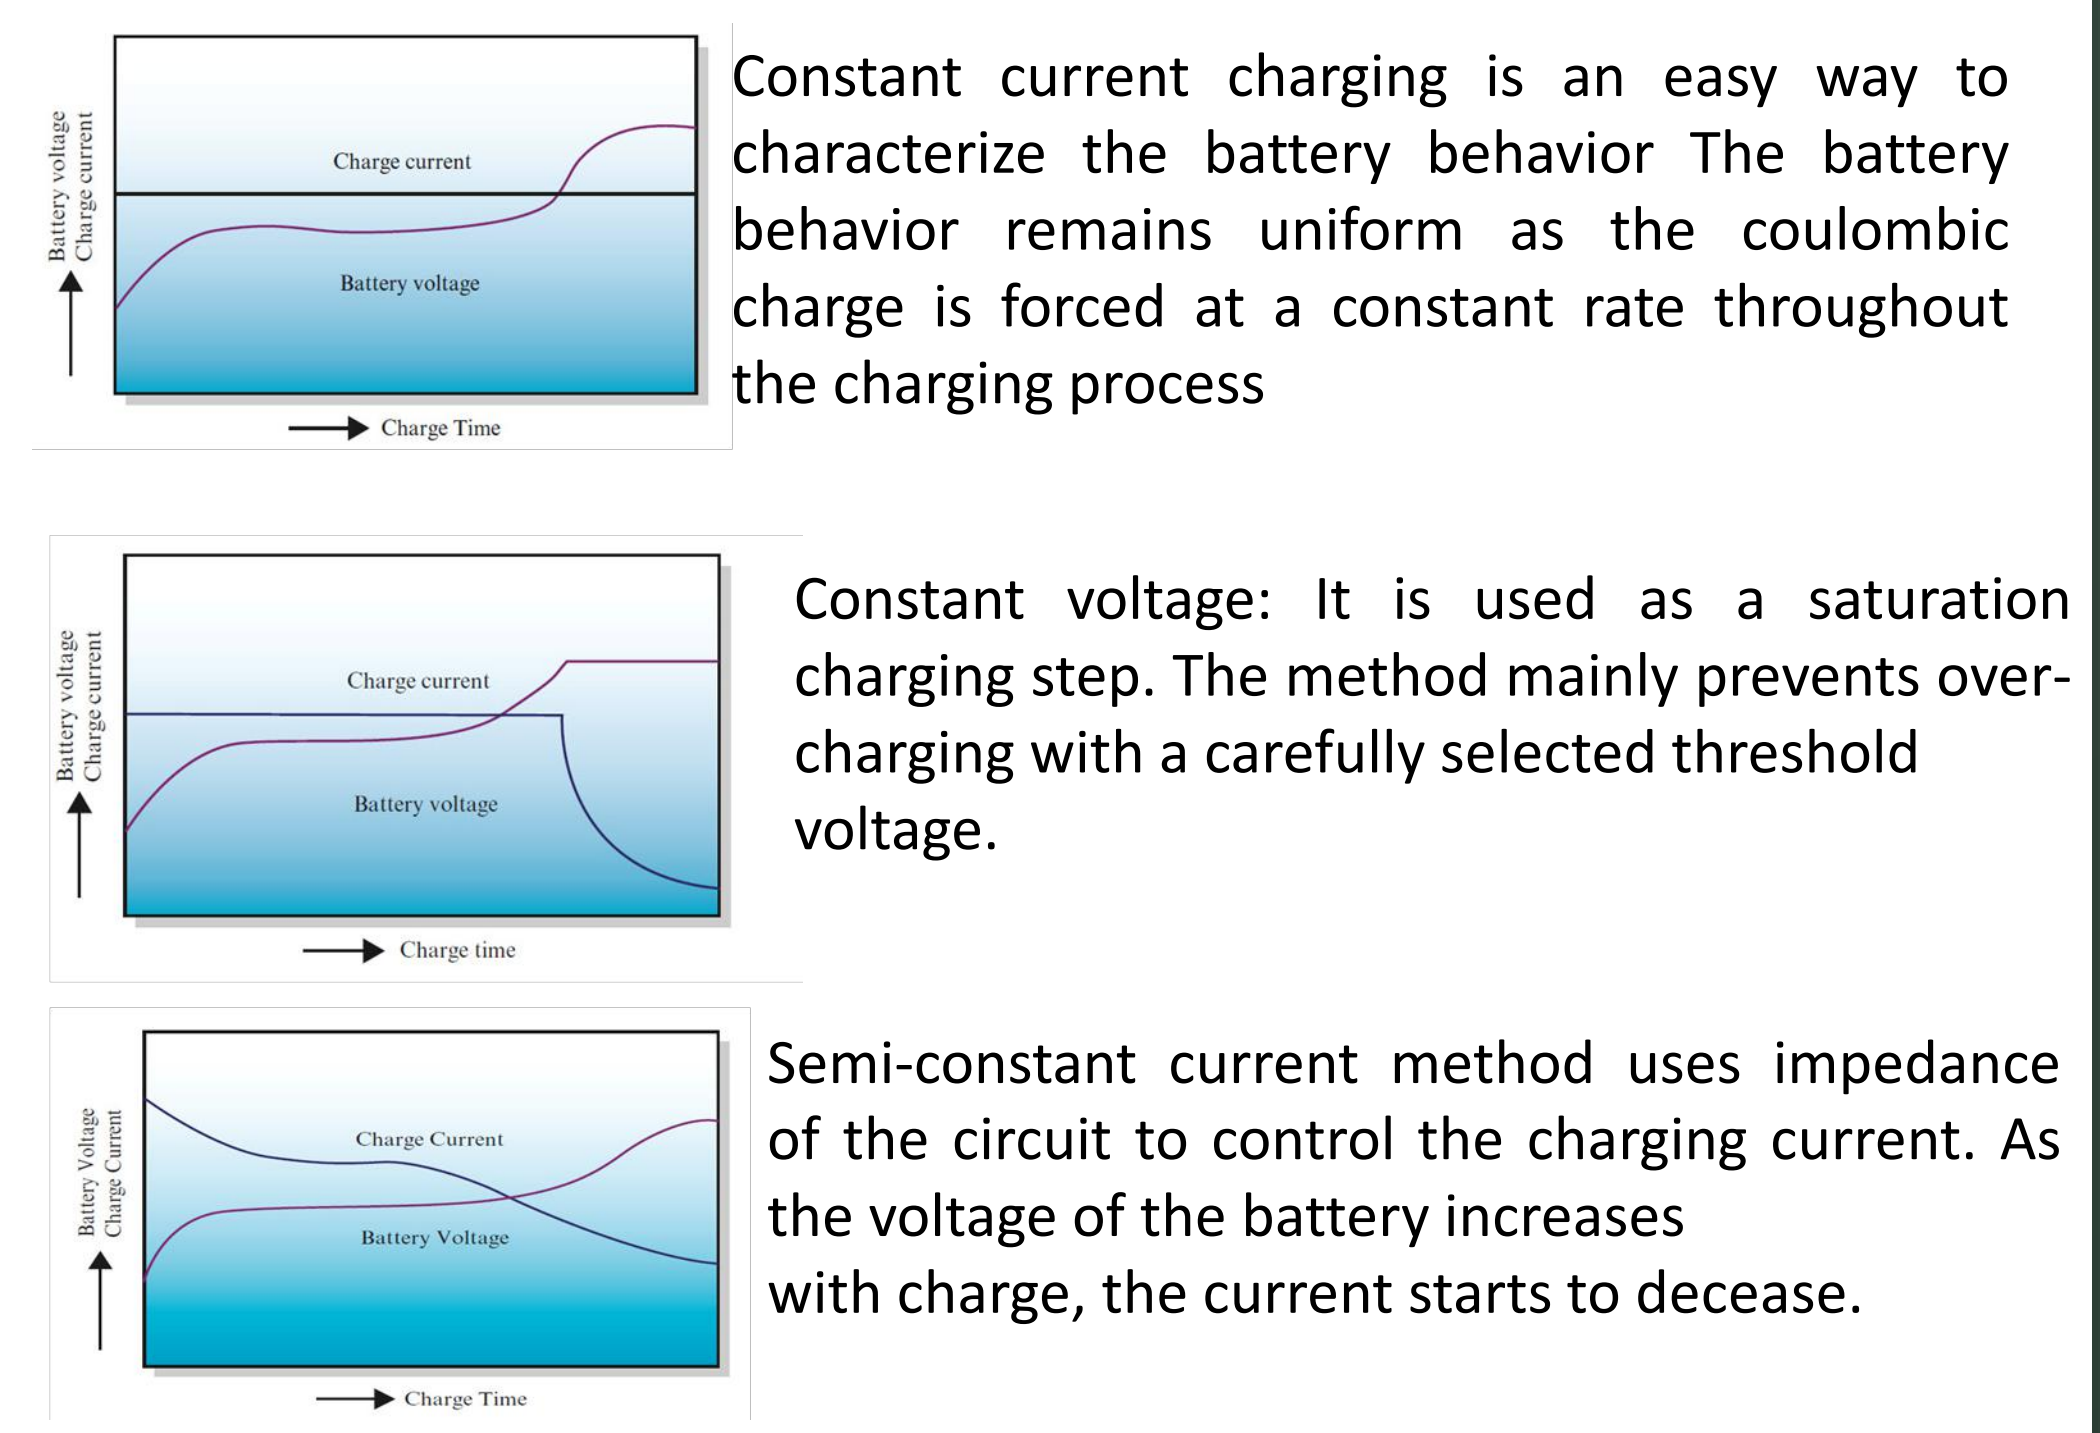 Battery voltage
Charge current
Charge current
Battery voltage
Charge Time
Constant current charging is an easy way to
characterize the battery behavior The battery
behavior remains uniform as the coulombic
charge is forced at a constant rate throughout
the charging process
Battery voltage
Charge current
Charge current
Battery voltage
Charge time
Constant voltage: It is used as a saturation
charging step. The method mainly prevents over-
charging with a carefully selected threshold
voltage.
Battery Voltage
Charge Current
Charge Current
Battery Voltage
Charge Time
Semi-constant current method uses impedance
of the circuit to control the charging current. As
the voltage of the battery increases
with charge, the current starts to decease.